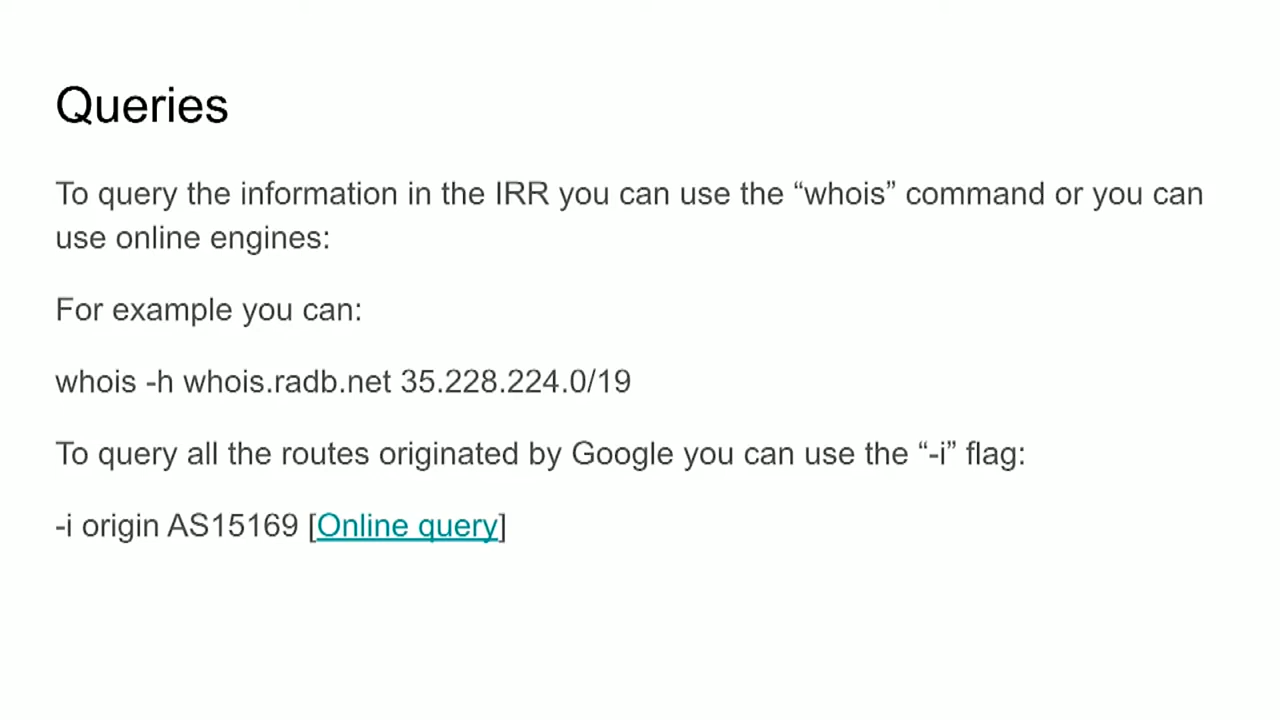 Queries
To query the information in the IRR you can use the “whois” command or you can
use online engines:
For example you can:
whois -h whois.radb.net 35.228.224.0/19
To query all the routes originated by Google you can use the “-i” flag:
-i origin AS15169 [Online query]